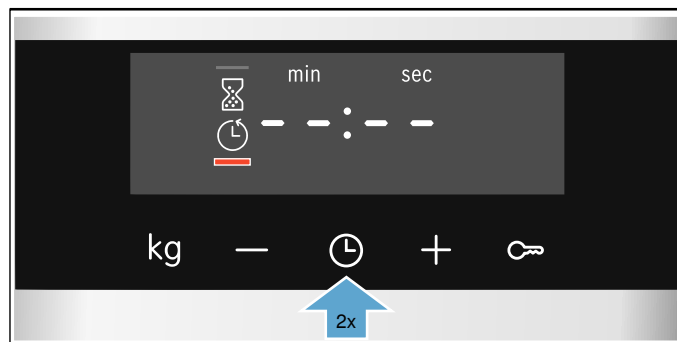 min sec
-- -- : -- --
kg — +
2x